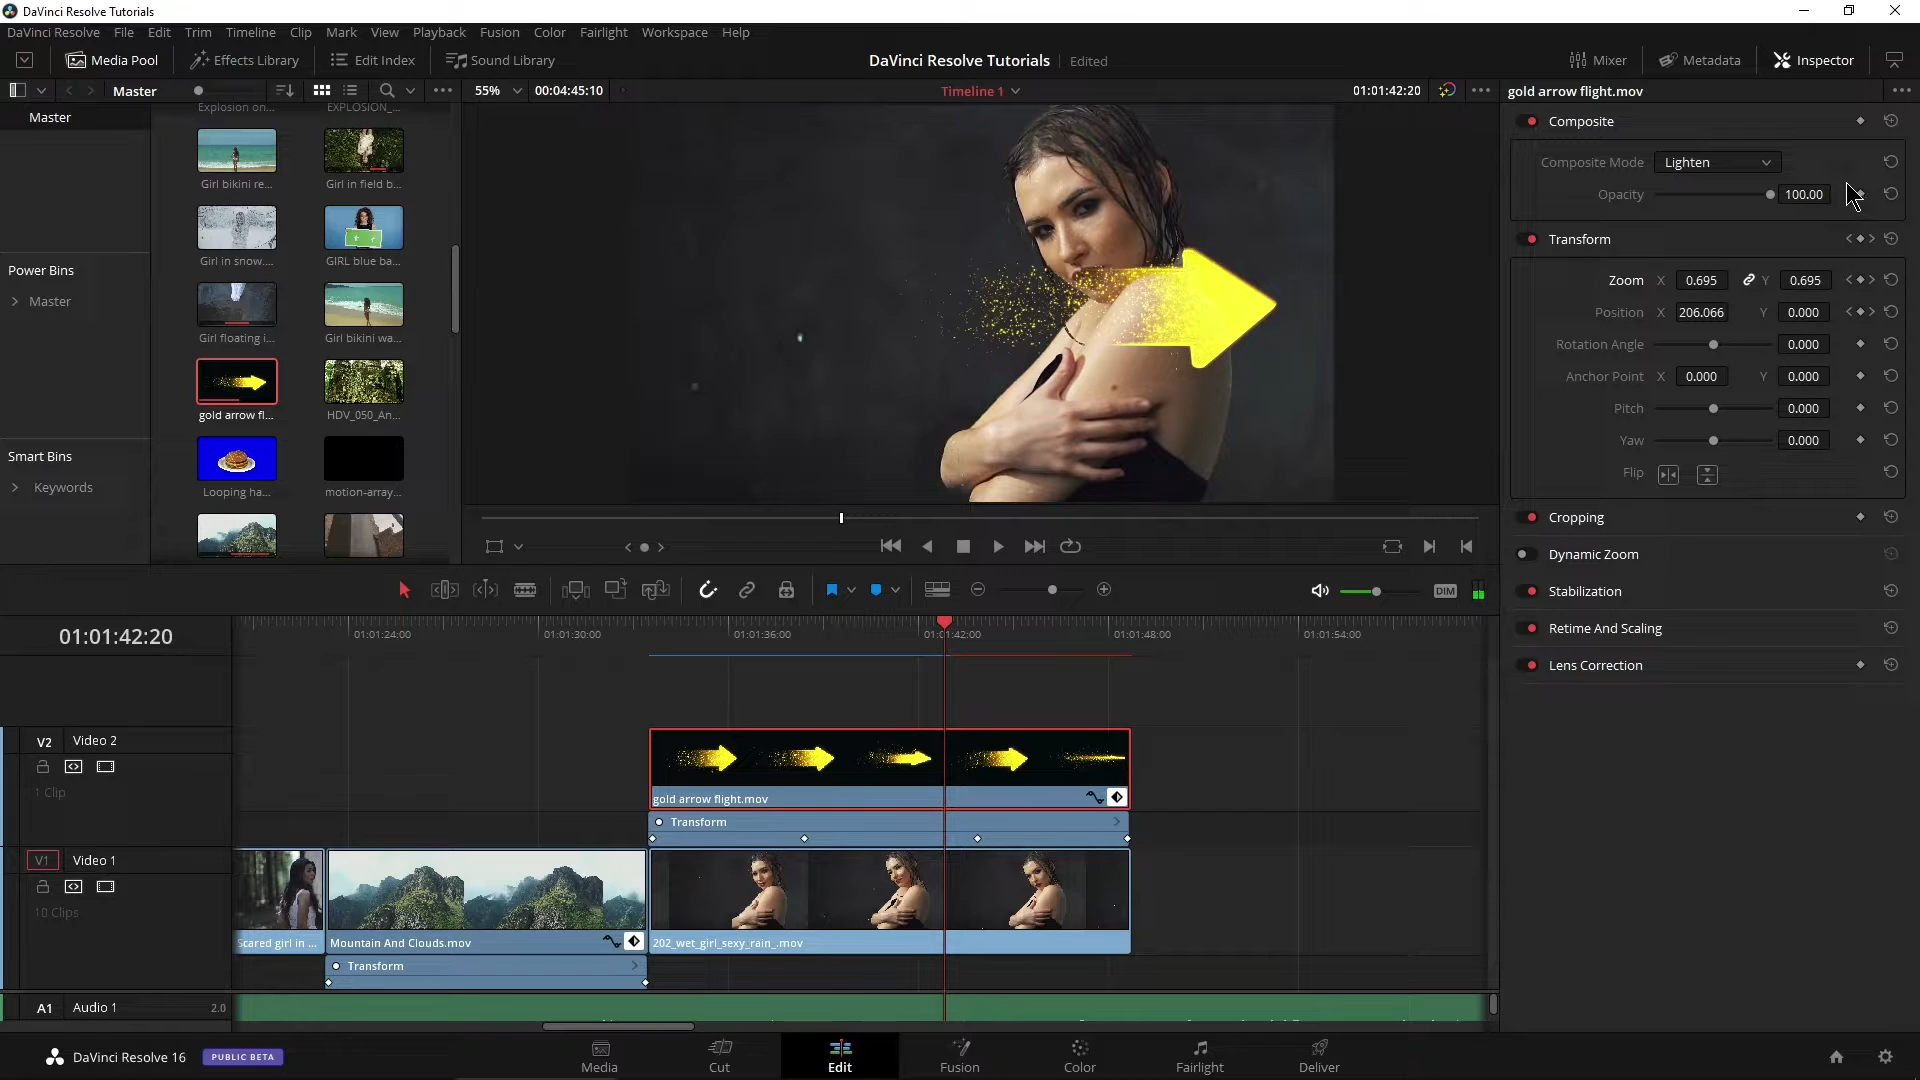 DaVinci Resolve Tutorials
DaVinci Resolve File Edit Trim Timeline Clip Mark View Playback Fusion Color Fairlight Workspace Help
Media Pool Effects Library Edit Index Sound Library DaVinci Resolve Tutorials Edited Mixer Metadata Inspector
Master 55% 00:04:45:10 Timeline 1 01:01:42:20 gold arrow flight.mov
Master
Power Bins
Master
Smart Bins
Keywords
Explosion on... EXPLOSION_...
Girl bikini re... Girl in field b...
Girl in snow.... GIRL blue ba...
Girl floating i... Girl bikini wa...
gold arrow fl... HDV_050_An...
Looping ha... motion-array...
Composite
Composite Mode Lighten
Opacity 100.00
Transform
Zoom X 0.695 Y 0.695
Position X 206.066 Y 0.000
Rotation Angle 0.000
Anchor Point X 0.000 Y 0.000
Pitch 0.000
Yaw 0.000
Flip
Cropping
Dynamic Zoom
Stabilization
Retime And Scaling
Lens Correction
DIM
01:01:42:20
01:01:24:00 01:01:30:00 01:01:36:00 01:01:42:00 01:01:48:00 01:01:54:00
V2 Video 2
1 Clip
gold arrow flight.mov
Transform
V1 Video 1
10 Clips
Scared girl in ... Mountain And Clouds.mov 202_wet_girl_sexy_rain_.mov
Transform
A1 Audio 1 2.0
DaVinci Resolve 16 PUBLIC BETA
Media Cut Edit Fusion Color Fairlight Deliver